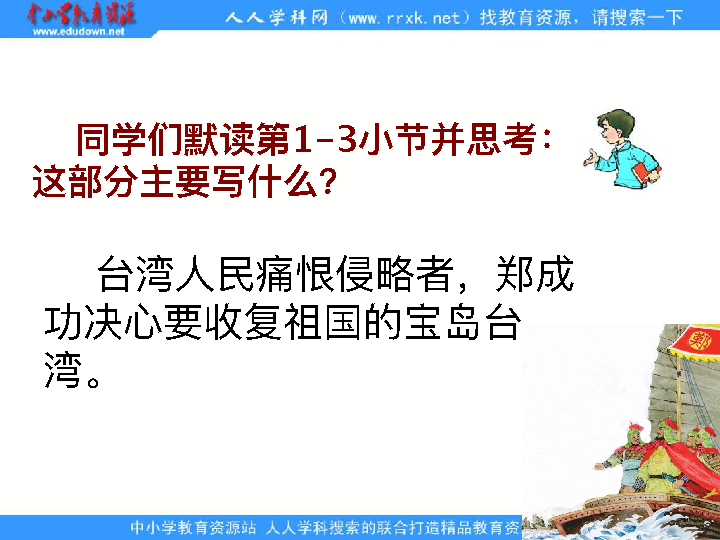 中小学教育资源
www.edudown.net
人人学科网（www.rrxk.net）找教育资源，请搜索一下
同学们默读第1-3小节并思考：
这部分主要写什么？
台湾人民痛恨侵略者，郑成
功决心要收复祖国的宝岛台
湾。
郑
中小学教育资源站 人人学科搜索的联合打造精品教育资